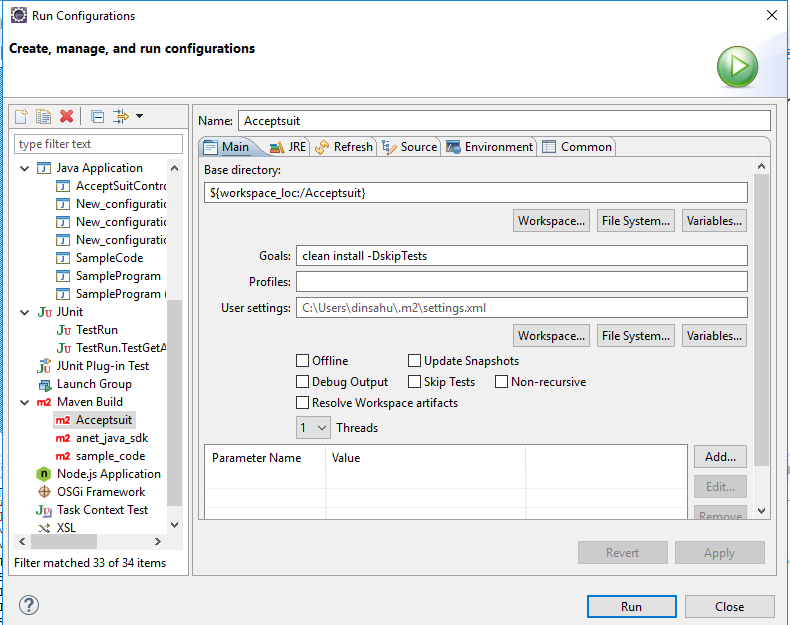 Run Configurations
Create, manage, and run configurations
Name: Acceptsuit
type filter text
Java Application
AcceptSuitContro
New_configuratio
New_configuratio
New_configuratio
SampleCode
SampleProgram
SampleProgram (
JUnit
TestRun
TestRun.TestGetA
JUnit Plug-in Test
Launch Group
Maven Build
m2 Acceptsuit
m2 anet_java_sdk
m2 sample_code
Node.js Application
OSGi Framework
Task Context Test
XSL
Filter matched 33 of 34 items
Main JRE Refresh Source Environment Common
Base directory:
${workspace_loc:/Acceptsuit}
Workspace... File System... Variables...
Goals: clean install -DskipTests
Profiles:
User settings: C:\Users\dinsahu\.m2\settings.xml
Workspace... File System... Variables...
Offline Update Snapshots
Debug Output Skip Tests Non-recursive
Resolve Workspace artifacts
1 Threads
Parameter Name Value
Add...
Edit...
Remove
Revert Apply
Run Close